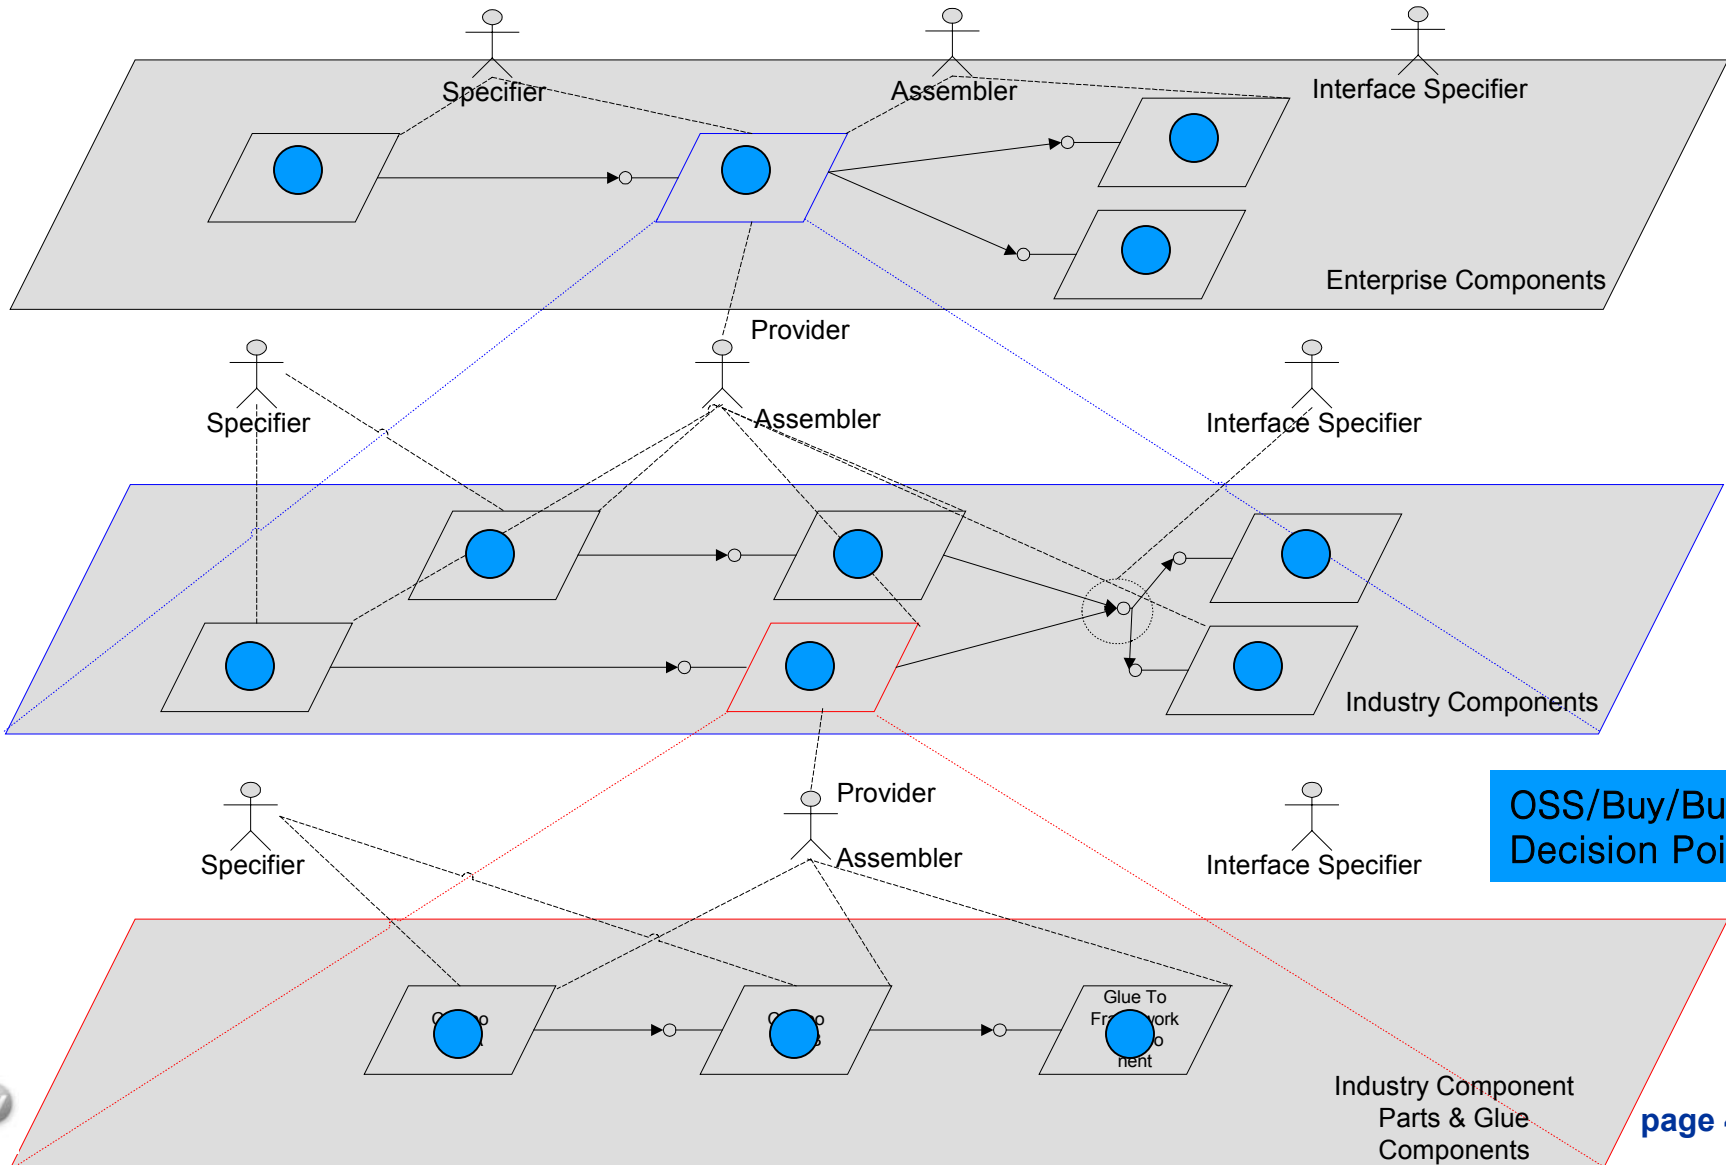 Specifier
Assembler
Interface Specifier
Enterprise Components
Provider
Specifier
Assembler
Interface Specifier
Industry Components
Provider
Specifier
Assembler
Interface Specifier
OSS/Buy/Bu
Decision Poi
Glue To
nent
Industry Component
Parts & Glue
Components
page